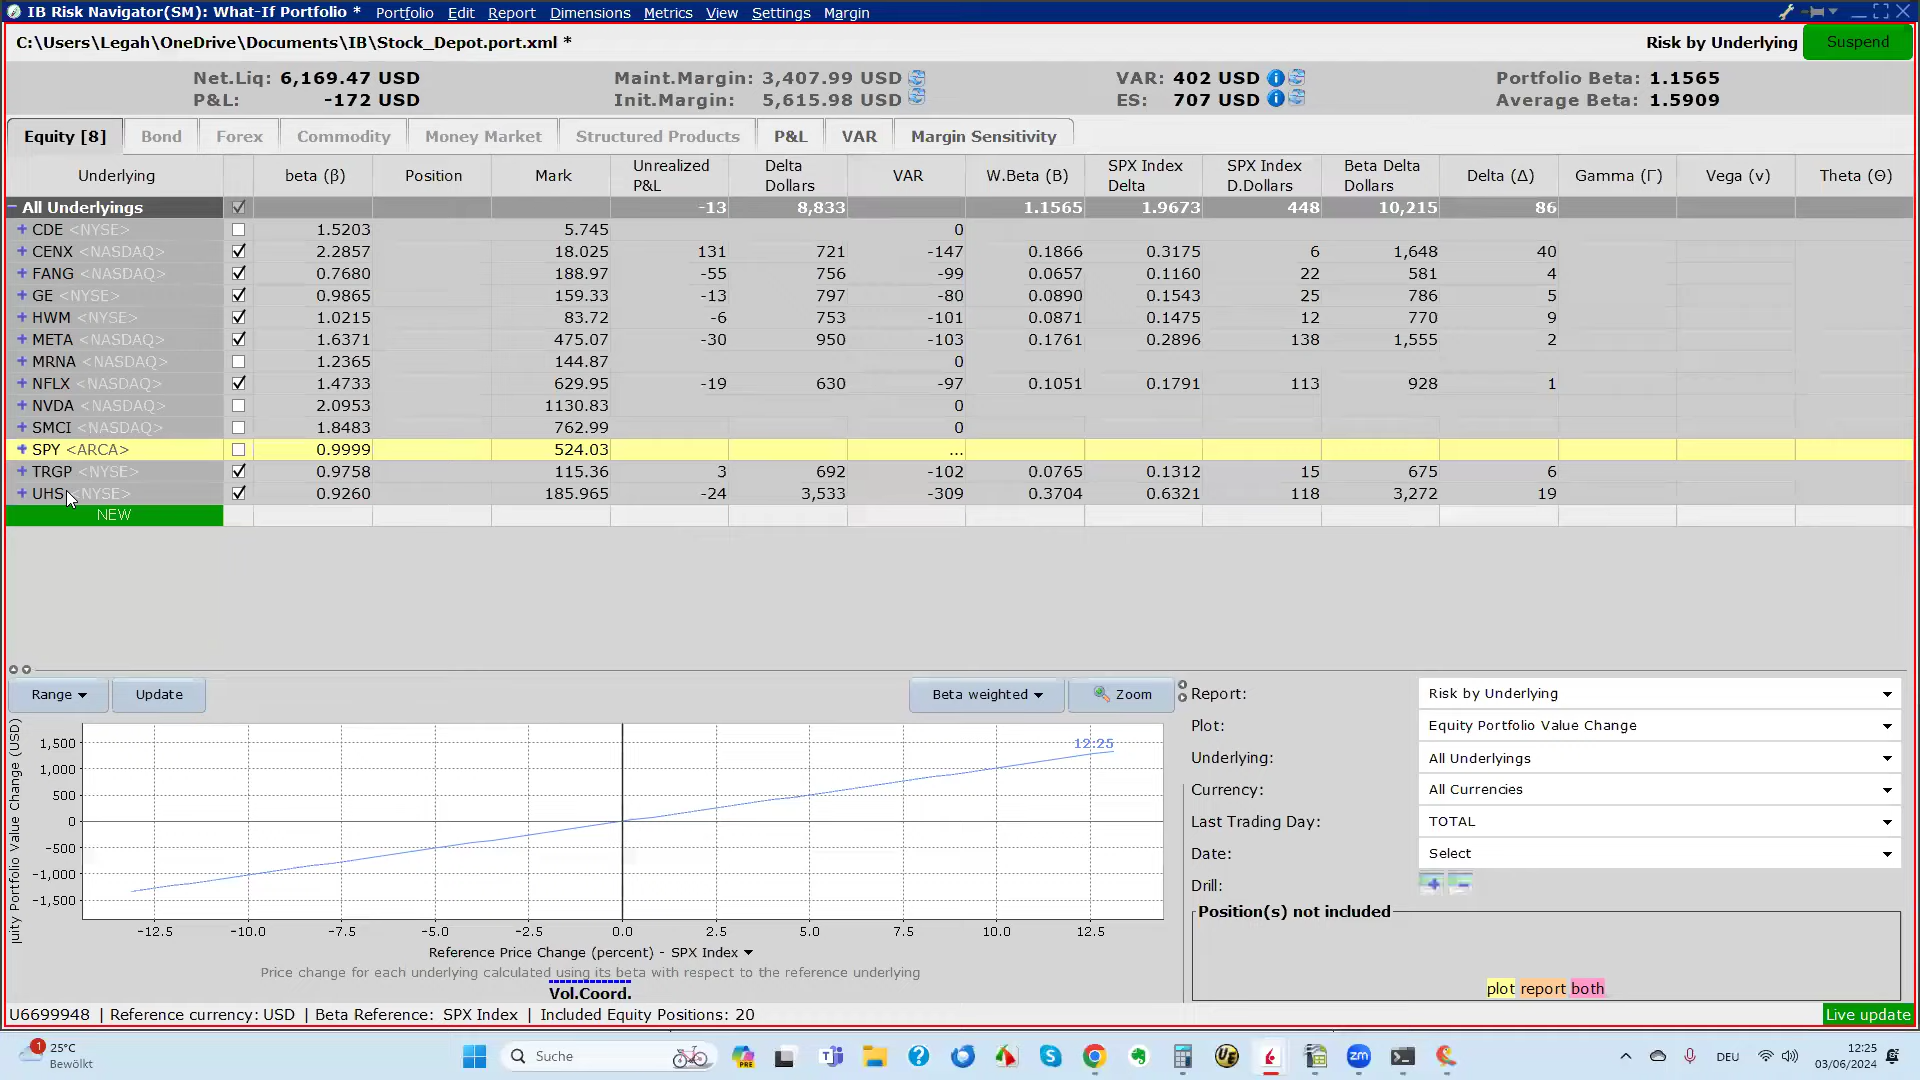 IB Risk Navigator(SM): What-If Portfolio * Portfolio Edit Report Dimensions Metrics View Settings Margin
C:\Users\Legah\OneDrive\Documents\IB\Stock_Depot.port.xml * Risk by Underlying Suspend
Net.Liq: 6,169.47 USD Maint.Margin: 3,407.99 USD VAR: 402 USD Portfolio Beta: 1.1565
P&L: -172 USD Init.Margin: 5,615.98 USD ES: 707 USD Average Beta: 1.5909
Equity [8] Bond Forex Commodity Money Market Structured Products P&L VAR Margin Sensitivity
Underlying beta (β) Position Mark Unrealized P&L Delta Dollars VAR W.Beta (B) SPX Index Delta SPX Index D.Dollars Beta Delta Dollars Delta (Δ) Gamma (Γ) Vega (ν) Theta (Θ)
All Underlyings -13 8,833 1.1565 1.9673 448 10,215 86
CDE <NYSE> 1.5203 5.745 0
CENX <NASDAQ> 2.2857 18.025 131 721 -147 0.1866 0.3175 6 1,648 40
FANG <NASDAQ> 0.7680 188.97 -55 756 -99 0.0657 0.1160 22 581 4
GE <NYSE> 0.9865 159.33 -13 797 -80 0.0890 0.1543 25 786 5
HWM <NYSE> 1.0215 83.72 -6 753 -101 0.0871 0.1475 12 770 9
META <NASDAQ> 1.6371 475.07 -30 950 -103 0.1761 0.2896 138 1,555 2
MRNA <NASDAQ> 1.2365 144.87 0
NFLX <NASDAQ> 1.4733 629.95 -19 630 -97 0.1051 0.1791 113 928 1
NVDA <NASDAQ> 2.0953 1130.83 0
SMCI <NASDAQ> 1.8483 762.99 0
SPY <ARCA> 0.9999 524.03 ...
TRGP <NYSE> 0.9758 115.36 3 692 -102 0.0765 0.1312 15 675 6
UHS <NYSE> 0.9260 185.965 -24 3,533 -309 0.3704 0.6321 118 3,272 19
NEW
Range Update Beta weighted Zoom
12:25
1,500
1,000
500
0
-500
-1,000
-1,500
quity Portfolio Value Change (USD)
-12.5 -10.0 -7.5 -5.0 -2.5 0.0 2.5 5.0 7.5 10.0 12.5
Reference Price Change (percent) - SPX Index
Price change for each underlying calculated using its beta with respect to the reference underlying
Vol.Coord.
Report: Risk by Underlying
Plot: Equity Portfolio Value Change
Underlying: All Underlyings
Currency: All Currencies
Last Trading Day: TOTAL
Date: Select
Drill:
Position(s) not included
plot report both
U6699948 | Reference currency: USD | Beta Reference: SPX Index | Included Equity Positions: 20 Live update
1 25°C
Bewölkt
Suche
PRE
UE
zm
DEU
12:25
03/06/2024